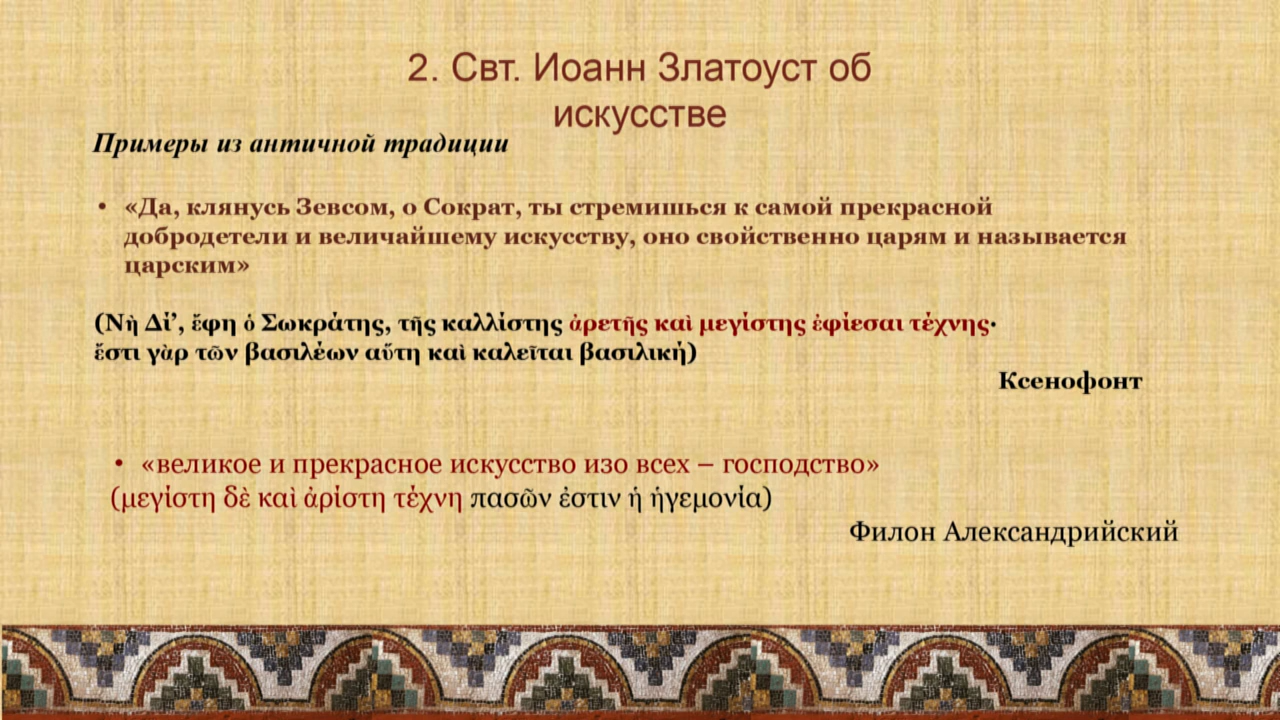 2. Свт. Иоанн Златоуст об
искусстве
Примеры из античной традиции
• «Да, клянусь Зевсом, о Сократ, ты стремишься к самой прекрасной
добродетели и величайшему искусству, оно свойственно царям и называется
царским»
(Νὴ Δί’, ἔφη ὁ Σωκράτης, τῆς καλλίστης ἀρετῆς καὶ μεγίστης ἐφίεσαι τέχνης·
ἔστι γὰρ τῶν βασιλέων αὕτη καὶ καλεῖται βασιλική)
Ксенофонт
• «великое и прекрасное искусство изо всех – господство»
(μεγίστη δὲ καὶ ἀρίστη τέχνη πασῶν ἐστιν ἡ ἡγεμονία)
Филон Александрийский